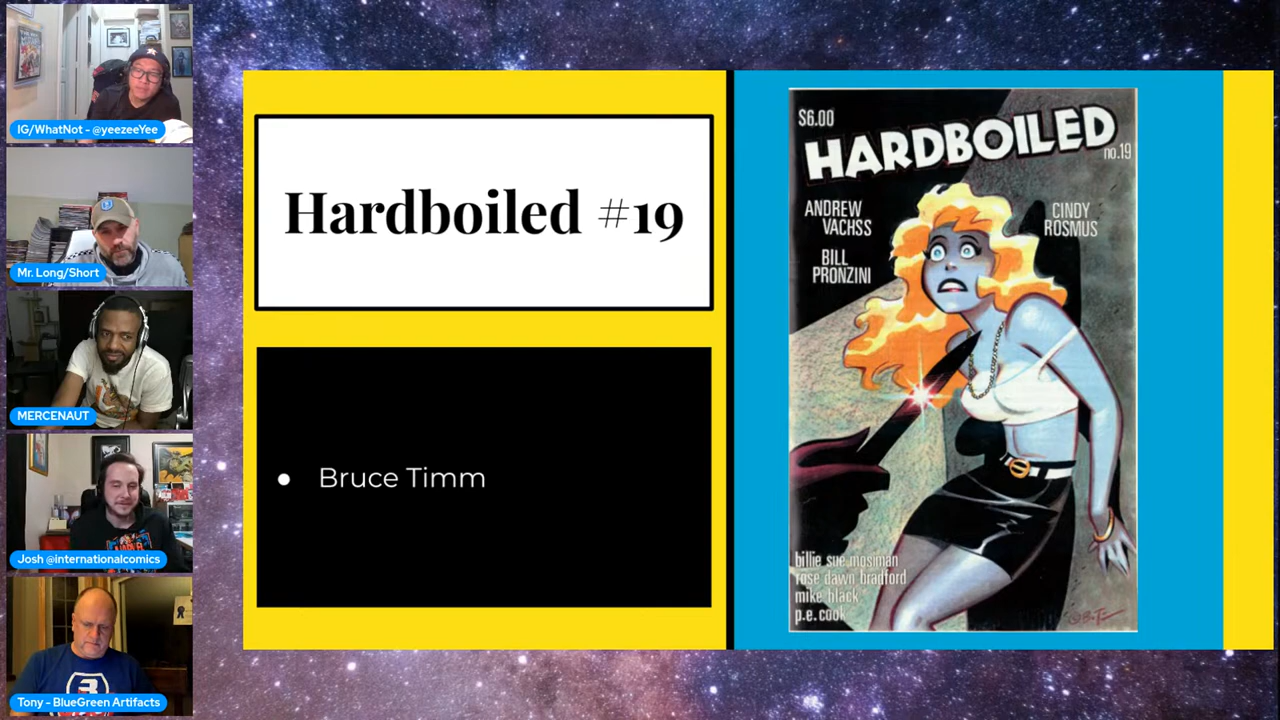 IG/WhatNot - @yeezeeYee
Mr. Long/Short
MERCENAUT
Josh @internationalcomics
Tony - BlueGreen Artifacts
Hardboiled #19
• Bruce Timm
$6.00
HARDBOILED
no.19
ANDREW
VACHSS
CINDY
ROSMUS
BILL
PRONZINI
billie sue mosiman
rose dawn bradford
mike black
p.e. cook